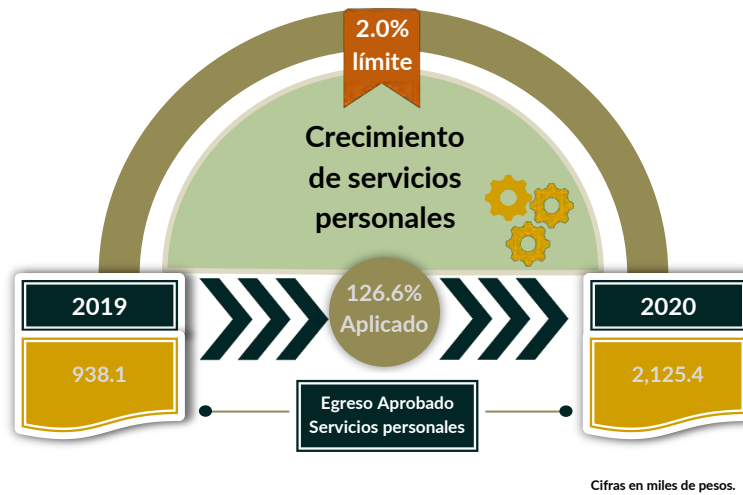 2.0%
límite
Crecimiento
de servicios
personales
2019
126.6%
Aplicado
2020
938.1
2,125.4
Egreso Aprobado
Servicios personales
Cifras en miles de pesos.